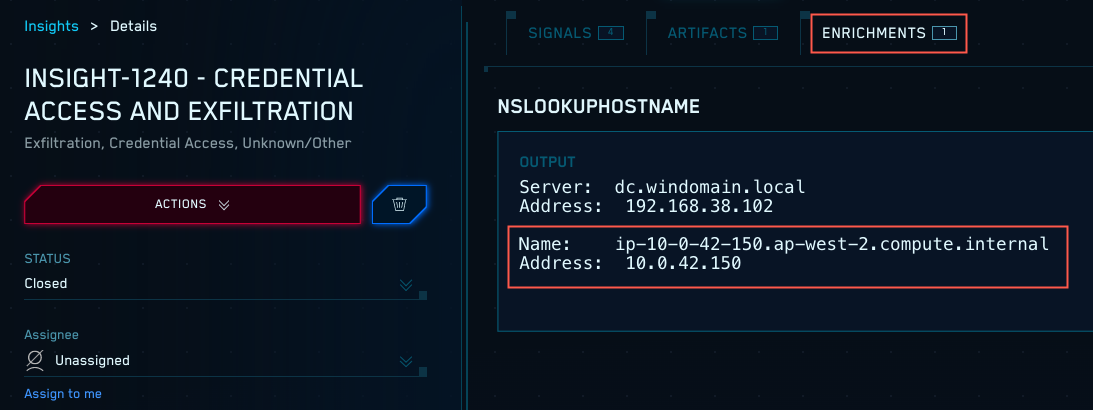 Insights > Details
INSIGHT-1240 - CREDENTIAL
ACCESS AND EXFILTRATION
Exfiltration, Credential Access, Unknown/Other
ACTIONS
STATUS
Closed
Assignee
Unassigned
Assign to me
SIGNALS 4 ARTIFACTS 1 ENRICHMENTS 1
NSLOOKUPHOSTNAME
OUTPUT
Server: dc.windomain.local
Address: 192.168.38.102
Name: ip-10-0-42-150.ap-west-2.compute.internal
Address: 10.0.42.150